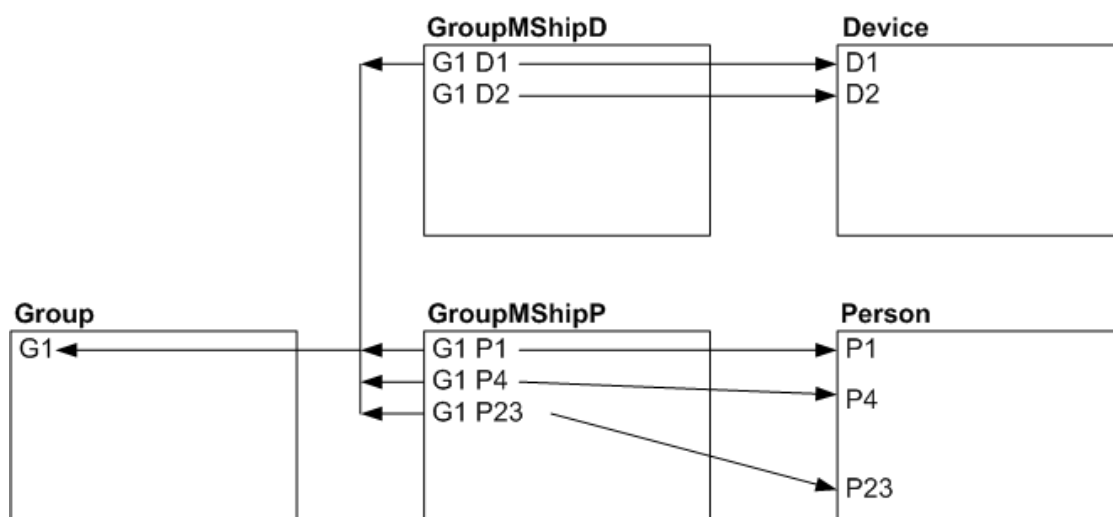 GroupMShipD
G1 D1
G1 D2
Device
D1
D2
Group
G1
GroupMShipP
G1 P1
G1 P4
G1 P23
Person
P1
P4
P23